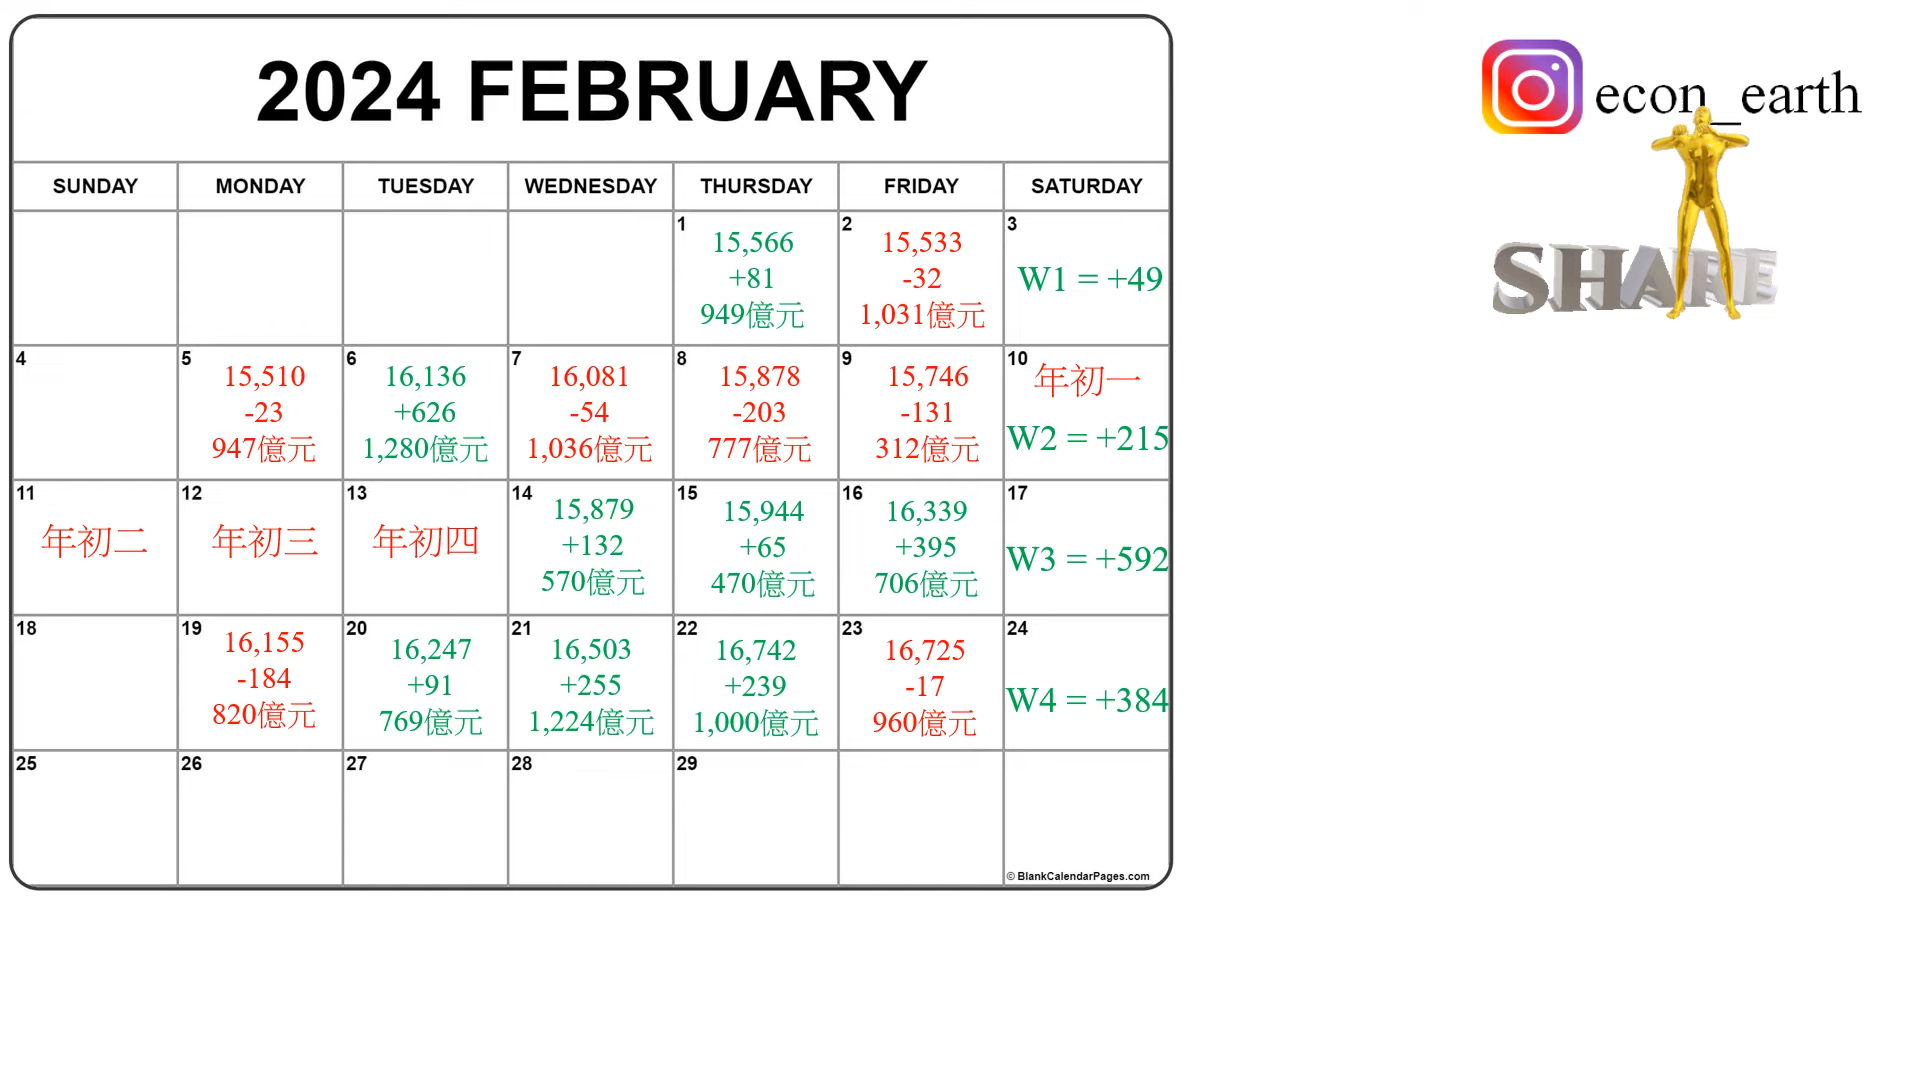 2024 FEBRUARY
econ_earth
SHARE
SUNDAY MONDAY TUESDAY WEDNESDAY THURSDAY FRIDAY SATURDAY
1
15,566
+81
949億元
2
15,533
-32
1,031億元
3
W1 = +49
4
5
15,510
-23
947億元
6
16,136
+626
1,280億元
7
16,081
-54
1,036億元
8
15,878
-203
777億元
9
15,746
-131
312億元
10
年初一
W2 = +215
11
年初二
12
年初三
13
年初四
14
15,879
+132
570億元
15
15,944
+65
470億元
16
16,339
+395
706億元
17
W3 = +592
18
19
16,155
-184
820億元
20
16,247
+91
769億元
21
16,503
+255
1,224億元
22
16,742
+239
1,000億元
23
16,725
-17
960億元
24
W4 = +384
25
26
27
28
29
© BlankCalendarPages.com